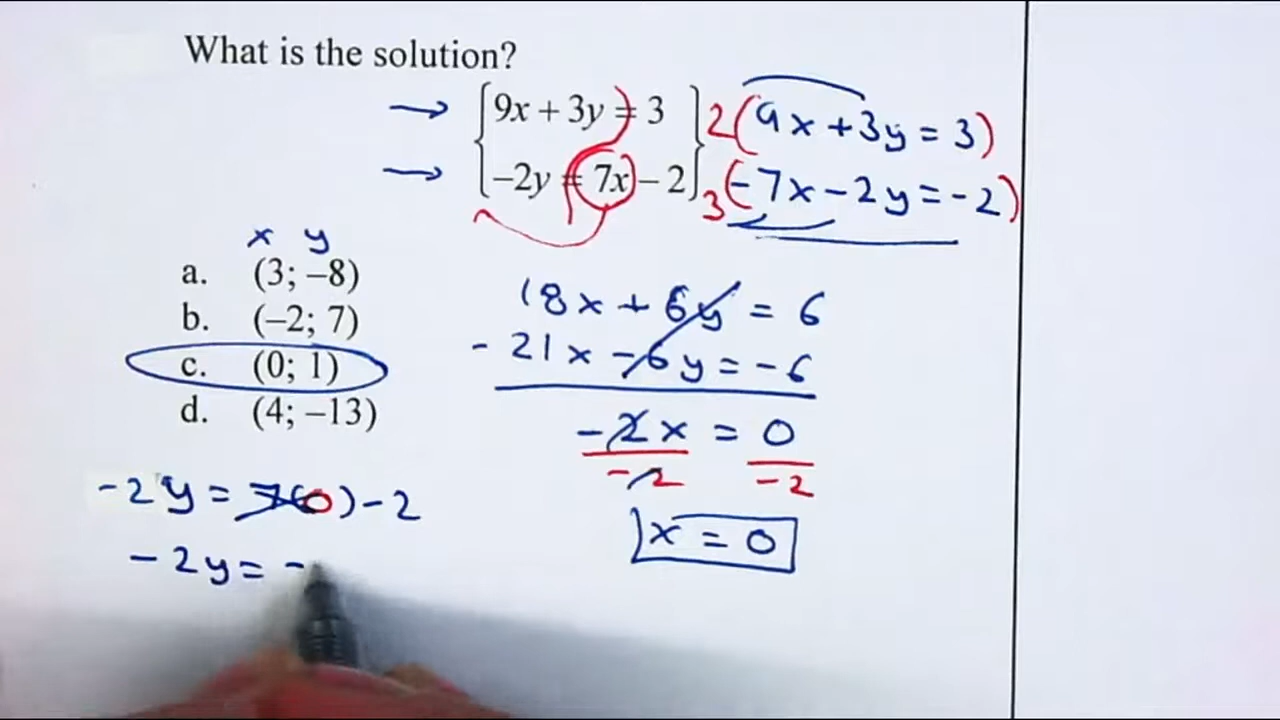 What is the solution?
→ 9x + 3y = 3
→ –2y = 7x – 2
2(9x + 3y = 3)
3(-7x - 2y = -2)
x y
a. (3; –8)
b. (–2; 7)
c. (0; 1)
d. (4; –13)
18x + 6y = 6
- 21x - 6y = - 6
-2x = 0
-2 -2
x = 0
-2y = 7(0) - 2
- 2y = -